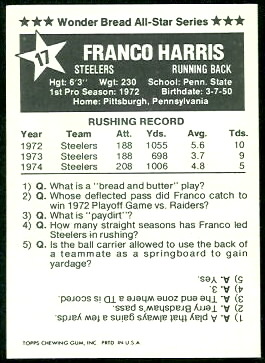 ★★★ Wonder Bread All-Star Series ★★★
17
FRANCO HARRIS
STEELERS RUNNING BACK
Hgt: 6'3" Wgt: 230 School: Penn. State
1st Pro Season: 1972 Birthdate: 3-7-50
Home: Pittsburgh, Pennsylvania
RUSHING RECORD
Year Team Att. Yds. Avg. Tds.
1972 Steelers 188 1055 5.6 10
1973 Steelers 188 698 3.7 9
1974 Steelers 208 1006 4.8 5
1) Q. What is a "bread and butter" play?
2) Q. Whose deflected pass did Franco catch to
win 1972 Playoff Game vs. Raiders?
3) Q. What is "paydirt"?
4) Q. How many straight seasons has Franco led
Steelers in rushing?
5) Q. Is the ball carrier allowed to use the back of
a teammate as a springboard to gain
yardage?
1) A. A play that always gains a few yards.
2) A. Terry Bradshaw's pass.
3) A. The end zone where a TD is scored.
4) A. 3.
5) A. Yes.
TOPPS CHEWING GUM, INC. PRTD. IN U.S.A.